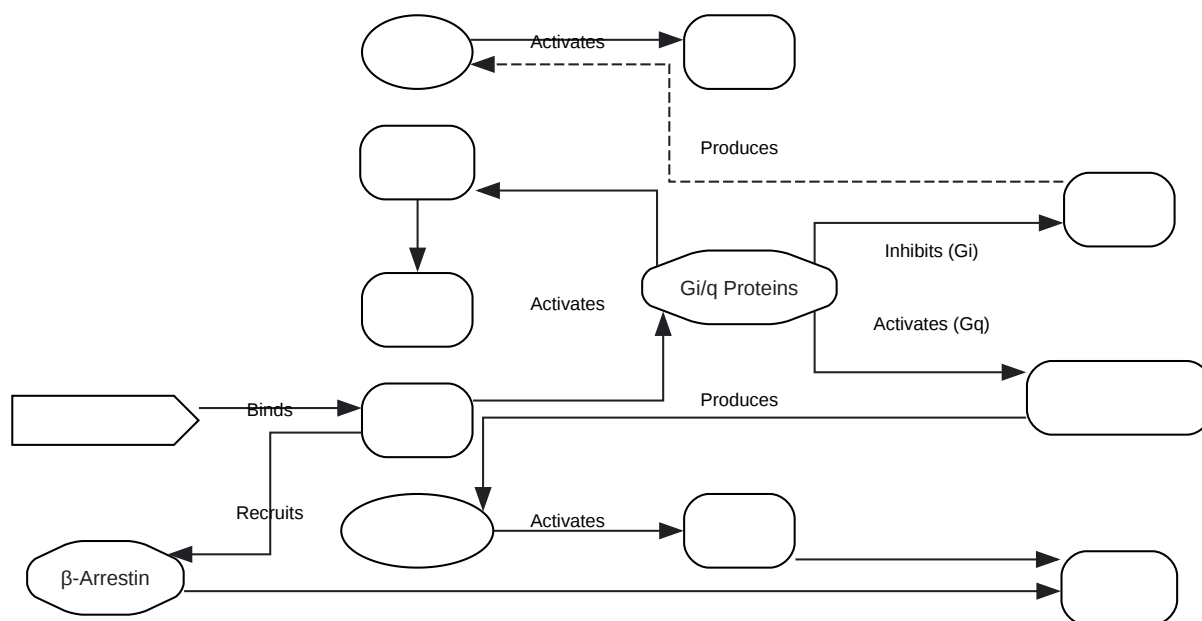 Activates
Produces
Inhibits (Gi)
Gi/q Proteins
Activates
Activates (Gq)
Produces
Binds
Recruits
Activates
β-Arrestin